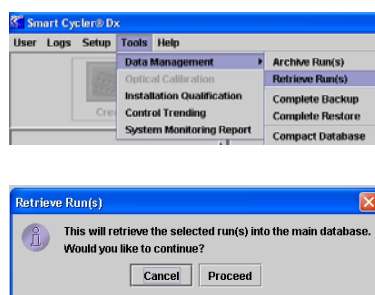 Smart Cycler® Dx
User Logs Setup Tools Help
Data Management
Archive Run(s)
Optical Calibration
Retrieve Run(s)
Installation Qualification
Complete Backup
Control Trending
Complete Restore
System Monitoring Report
Compact Database
Retrieve Run(s)
This will retrieve the selected run(s) into the main database.
Would you like to continue?
Cancel Proceed